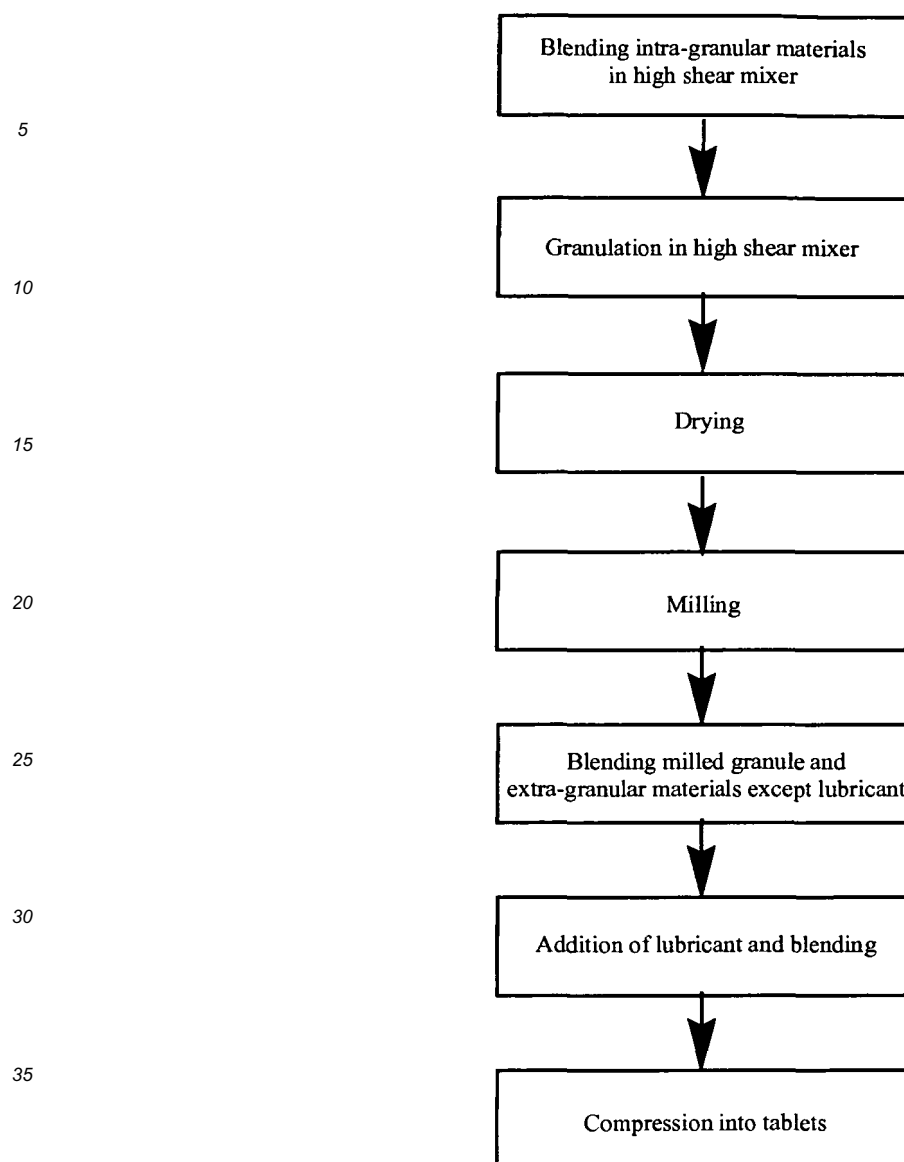 Blending intra-granular materials
in high shear mixer
5
Granulation in high shear mixer
10
Drying
15
Milling
20
25
Blending milled granule and
extra-granular materials except lubricant
30
Addition of lubricant and blending
35
Compression into tablets